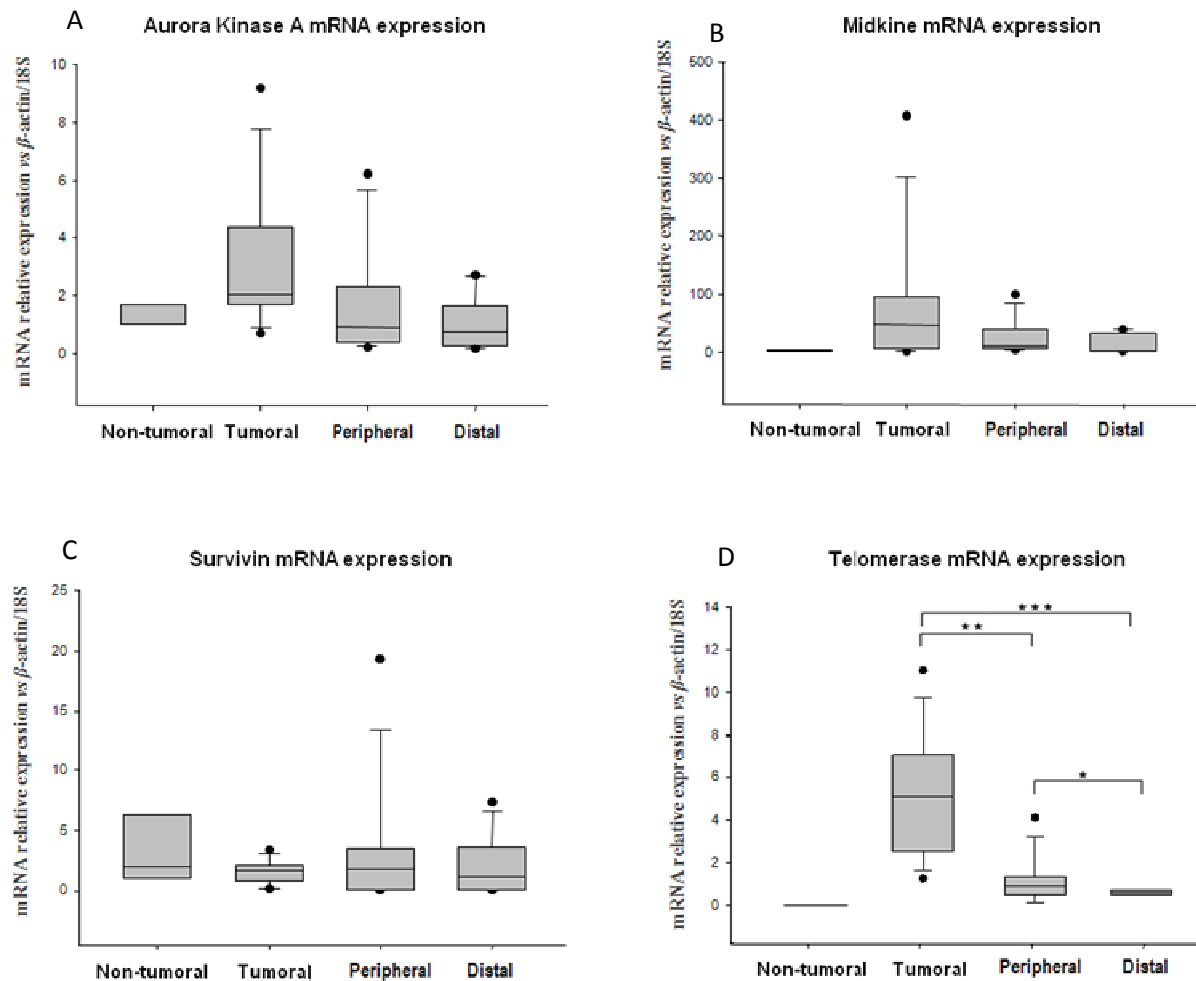 A
Aurora Kinase A mRNA expression
mRNA relative expression vs β-actin/18S
10
8
6
4
2
0
Non-tumoral Tumoral Peripheral Distal
B
Midkine mRNA expression
mRNA relative expression vs β-actin/18S
500
400
300
200
100
0
Non-tumoral Tumoral Peripheral Distal
C
Survivin mRNA expression
mRNA relative expression vs β-actin/18S
25
20
15
10
5
0
Non-tumoral Tumoral Peripheral Distal
D
Telomerase mRNA expression
mRNA relative expression vs β-actin/18S
14
12
10
8
6
4
2
0
***
**
*
Non-tumoral Tumoral Peripheral Distal